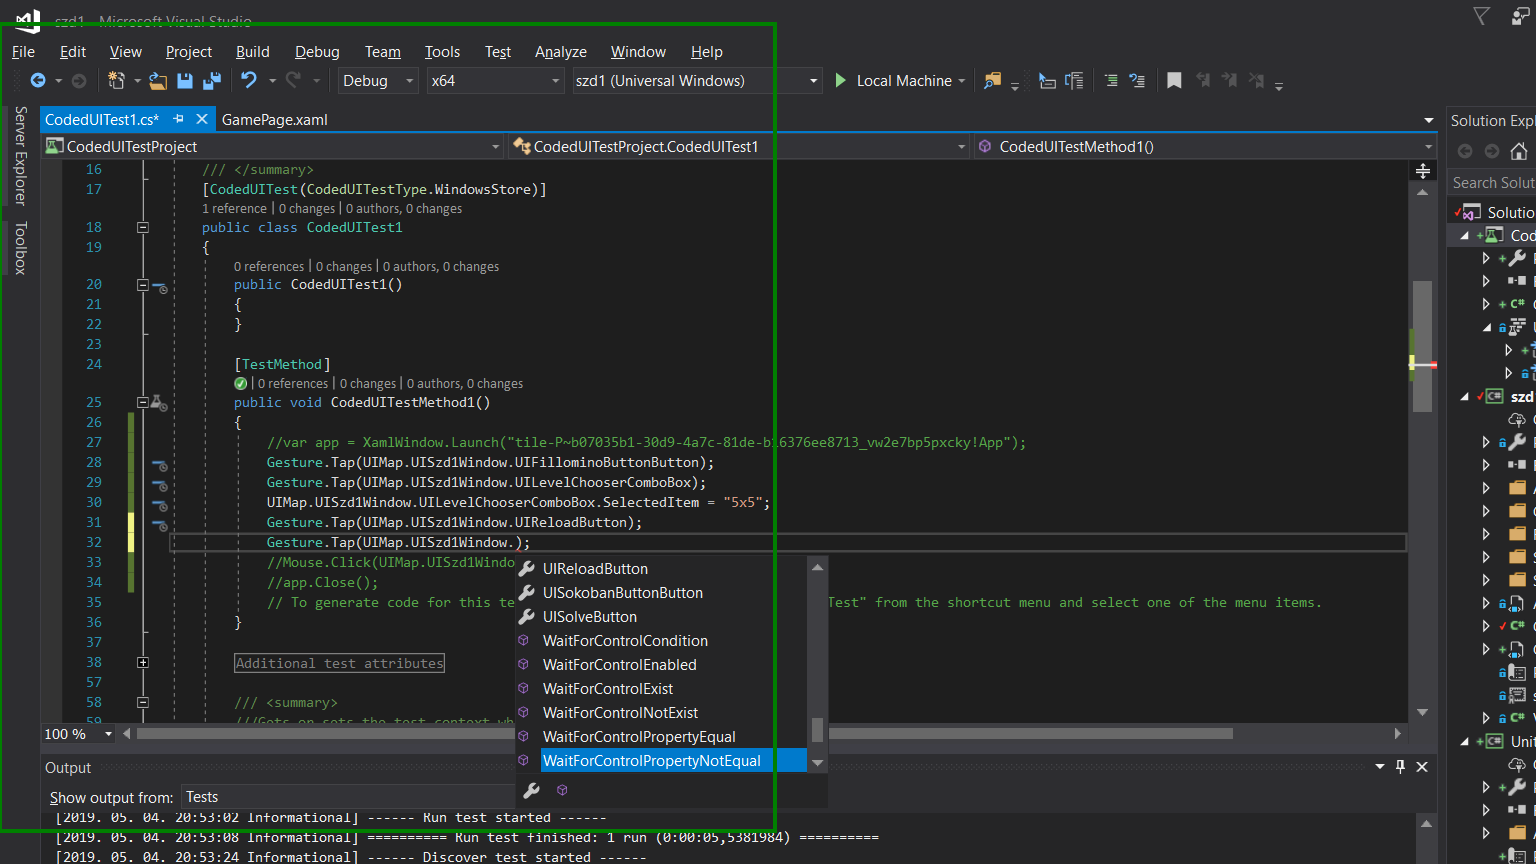 szd1 - Microsoft Visual Studio
File Edit View Project Build Debug Team Tools Test Analyze Window Help
Debug x64 szd1 (Universal Windows) Local Machine
Server Explorer
Toolbox
CodedUITest1.cs* GamePage.xaml
CodedUITestProject CodedUITestProject.CodedUITest1 CodedUITestMethod1()
16 /// </summary>
17 [CodedUITest(CodedUITestType.WindowsStore)]
1 reference | 0 changes | 0 authors, 0 changes
18 public class CodedUITest1
19 {
0 references | 0 changes | 0 authors, 0 changes
20 public CodedUITest1()
21 {
22 }
23
24 [TestMethod]
| 0 references | 0 changes | 0 authors, 0 changes
25 public void CodedUITestMethod1()
26 {
27 //var app = XamlWindow.Launch("tile-P~b07035b1-30d9-4a7c-81de-b16376ee8713_vw2e7bp5pxcky!App");
28 Gesture.Tap(UIMap.UISzd1Window.UIFillominoButtonButton);
29 Gesture.Tap(UIMap.UISzd1Window.UILevelChooserComboBox);
30 UIMap.UISzd1Window.UILevelChooserComboBox.SelectedItem = "5x5";
31 Gesture.Tap(UIMap.UISzd1Window.UIReloadButton);
32 Gesture.Tap(UIMap.UISzd1Window.);
33 //Mouse.Click(UIMap.UISzd1Windo
34 //app.Close();
35 // To generate code for this te Test" from the shortcut menu and select one of the menu items.
36 }
37
38 Additional test attributes
57
58 /// <summary>
59 ///Gets or sets the test context wh
UIReloadButton
UISokobanButtonButton
UISolveButton
WaitForControlCondition
WaitForControlEnabled
WaitForControlExist
WaitForControlNotExist
WaitForControlPropertyEqual
WaitForControlPropertyNotEqual
100 %
Output
Show output from: Tests
[2019. 05. 04. 20:53:02 Informational] ------ Run test started ------
[2019. 05. 04. 20:53:08 Informational] ========== Run test finished: 1 run (0:00:05,5381984) ==========
[2019. 05. 04. 20:53:24 Informational] ------ Discover test started ------
Solution Expl
Search Solut
Solutio
Cod
szd
Unit